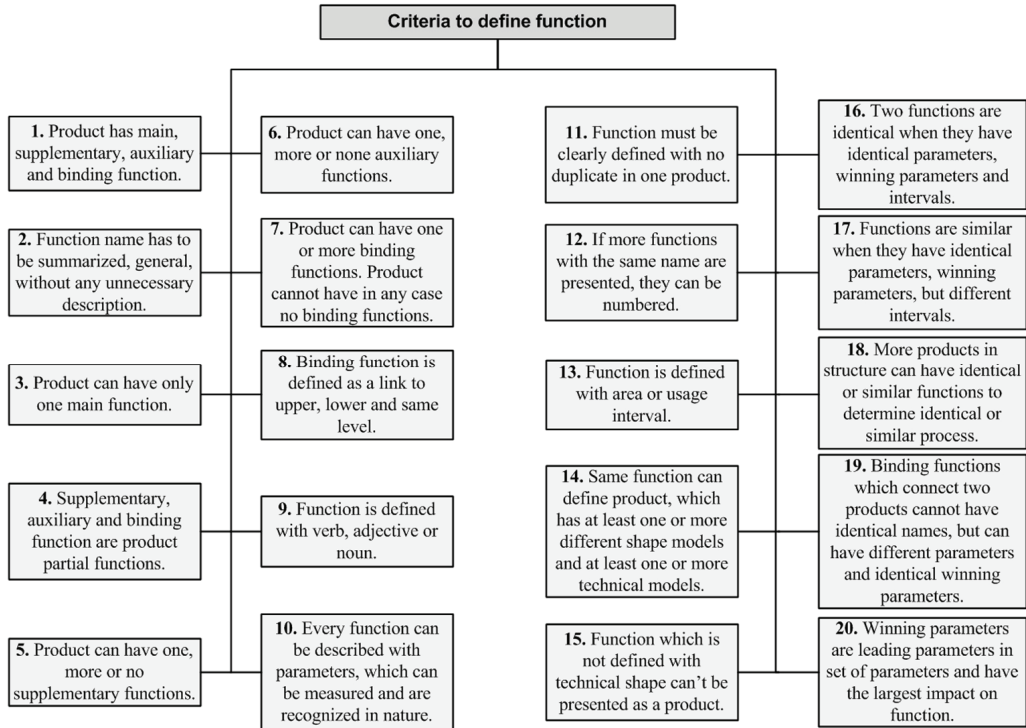 Criteria to define function
1. Product has main,
supplementary, auxiliary
and binding function.
2. Function name has to
be summarized, general,
without any unnecessary
description.
3. Product can have only
one main function.
4. Supplementary,
auxiliary and binding
function are product
partial functions.
5. Product can have one,
more or no
supplementary functions.
6. Product can have one,
more or none auxiliary
functions.
7. Product can have one
or more binding
functions. Product
cannot have in any case
no binding functions.
8. Binding function is
defined as a link to
upper, lower and same
level.
9. Function is defined
with verb, adjective or
noun.
10. Every function can
be described with
parameters, which can
be measured and are
recognized in nature.
11. Function must be
clearly defined with no
duplicate in one product.
12. If more functions
with the same name are
presented, they can be
numbered.
13. Function is defined
with area or usage
interval.
14. Same function can
define product, which
has at least one or more
different shape models
and at least one or more
technical models.
15. Function which is
not defined with
technical shape can't be
presented as a product.
16. Two functions are
identical when they have
identical parameters,
winning parameters and
intervals.
17. Functions are similar
when they have identical
parameters, winning
parameters, but different
intervals.
18. More products in
structure can have identical
or similar functions to
determine identical or
similar process.
19. Binding functions
which connect two
products cannot have
identical names, but can
have different parameters
and identical winning
parameters.
20. Winning parameters
are leading parameters in
set of parameters and have
the largest impact on
function.